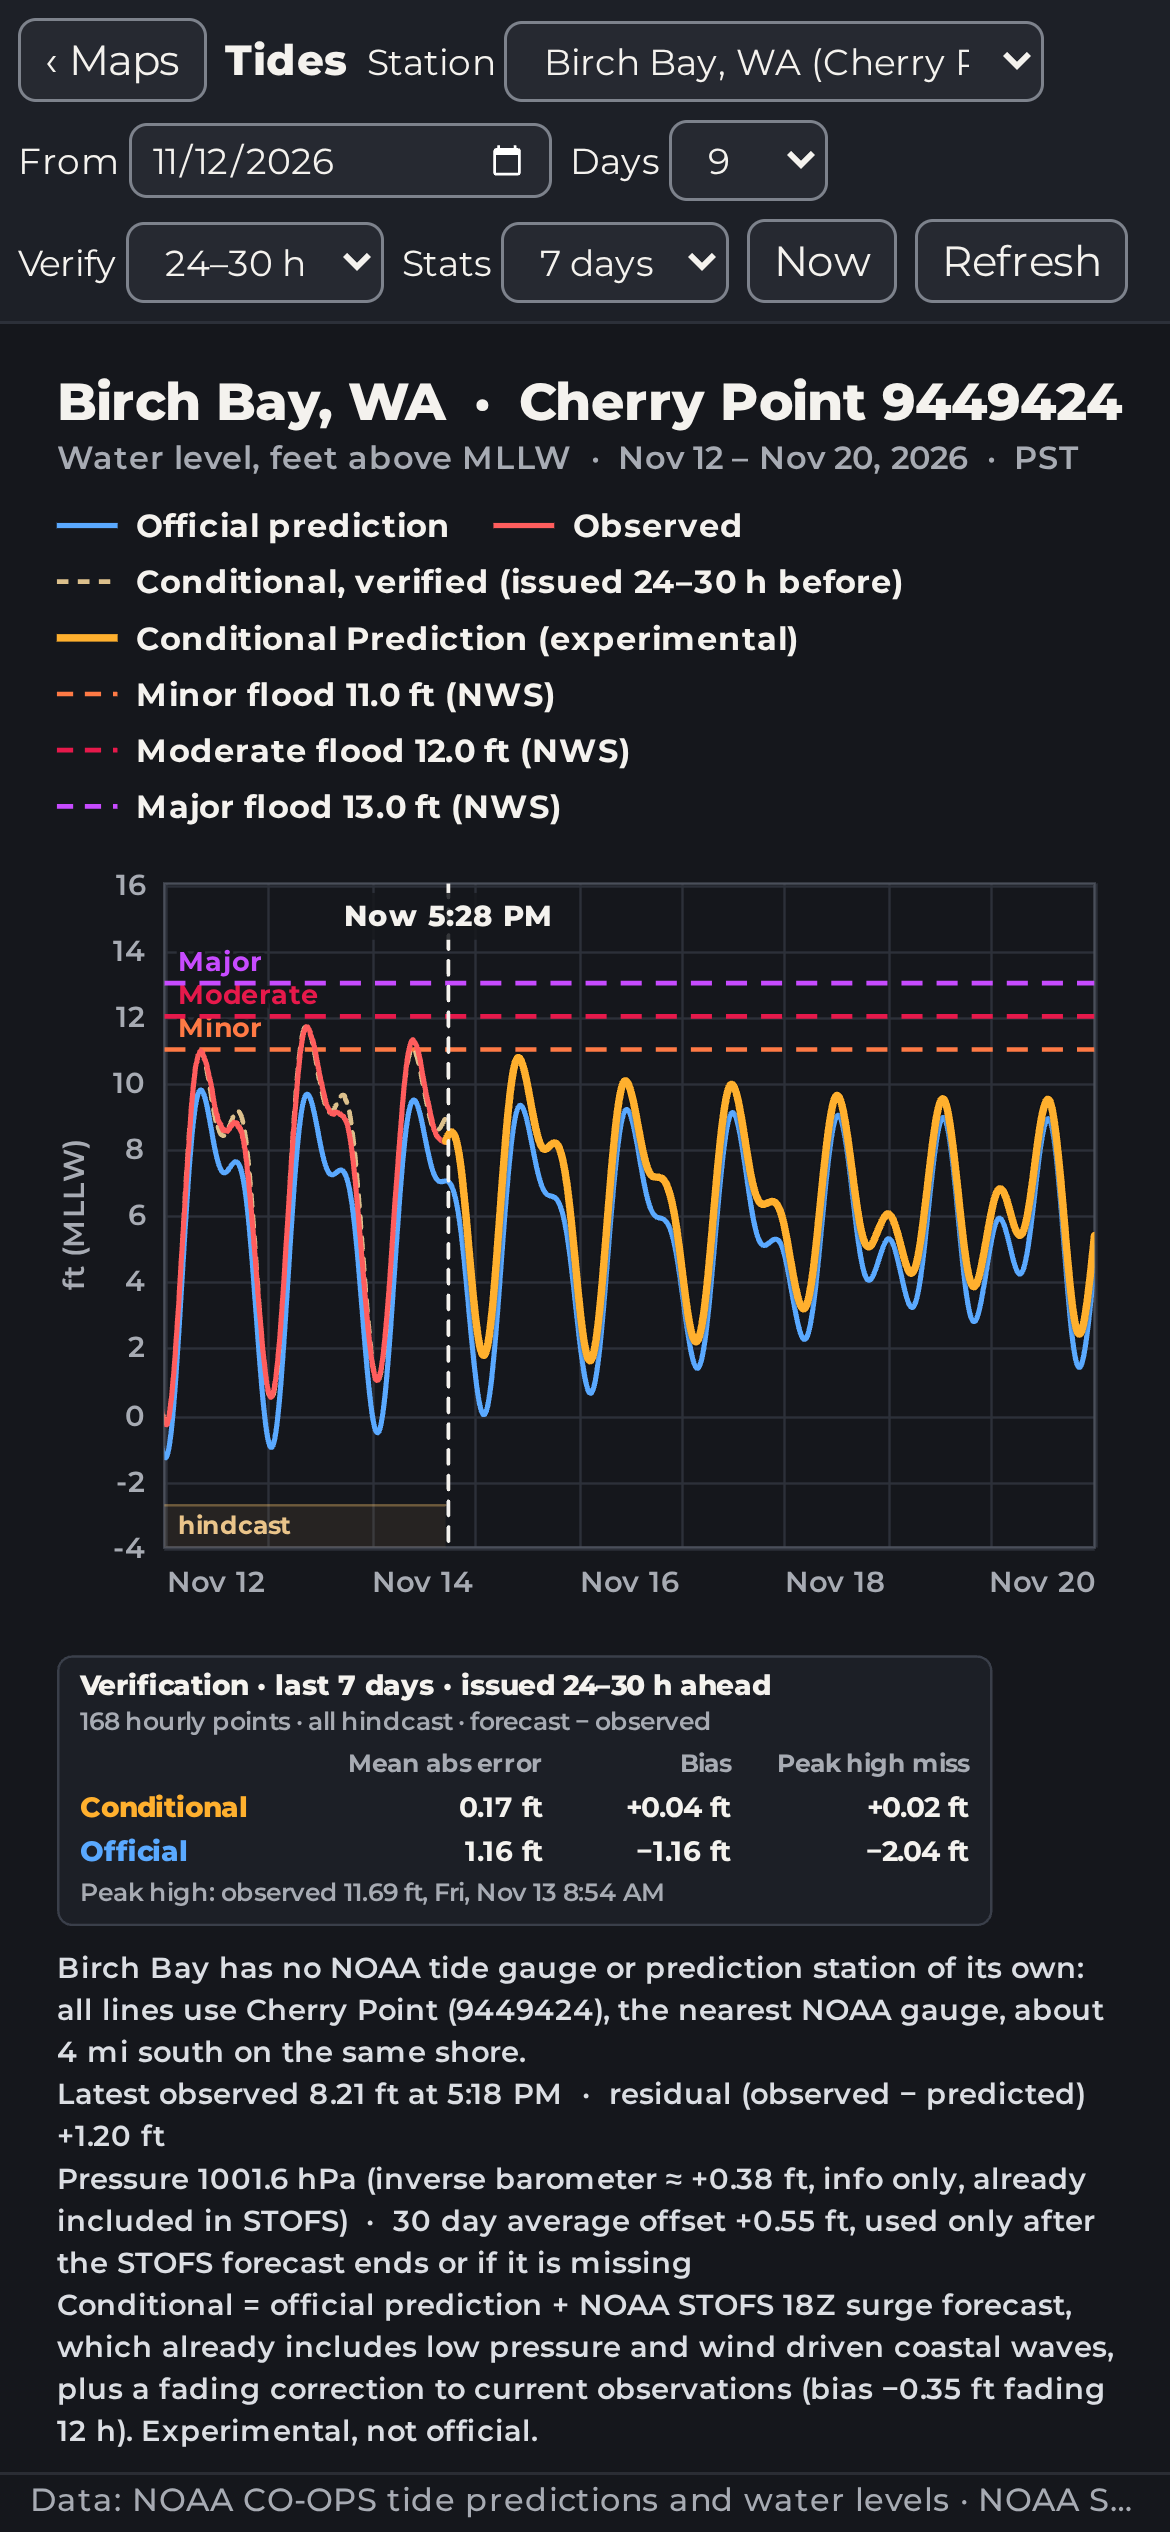 ‹ Maps Tides Station Birch Bay, WA (Cherry
From 11/12/2026 Days 9
Verify 24–30 h Stats 7 days Now Refresh
Birch Bay, WA · Cherry Point 9449424
Water level, feet above MLLW · Nov 12 – Nov 20, 2026 · PST
Official prediction Observed
Conditional, verified (issued 24–30 h before)
Conditional Prediction (experimental)
Minor flood 11.0 ft (NWS)
Moderate flood 12.0 ft (NWS)
Major flood 13.0 ft (NWS)
16
Now 5:28 PM
14
Major
Moderate
12
Minor
10
8
6
ft (MLLW)
4
2
0
-2
hindcast
-4
Nov 12 Nov 14 Nov 16 Nov 18 Nov 20
Verification · last 7 days · issued 24–30 h ahead
168 hourly points · all hindcast · forecast − observed
Mean abs error Bias Peak high miss
Conditional 0.17 ft +0.04 ft +0.02 ft
Official 1.16 ft −1.16 ft −2.04 ft
Peak high: observed 11.69 ft, Fri, Nov 13 8:54 AM
Birch Bay has no NOAA tide gauge or prediction station of its own:
all lines use Cherry Point (9449424), the nearest NOAA gauge, about
4 mi south on the same shore.
Latest observed 8.21 ft at 5:18 PM · residual (observed − predicted)
+1.20 ft
Pressure 1001.6 hPa (inverse barometer ≈ +0.38 ft, info only, already
included in STOFS) · 30 day average offset +0.55 ft, used only after
the STOFS forecast ends or if it is missing
Conditional = official prediction + NOAA STOFS 18Z surge forecast,
which already includes low pressure and wind driven coastal waves,
plus a fading correction to current observations (bias −0.35 ft fading
12 h). Experimental, not official.
Data: NOAA CO-OPS tide predictions and water levels · NOAA S...